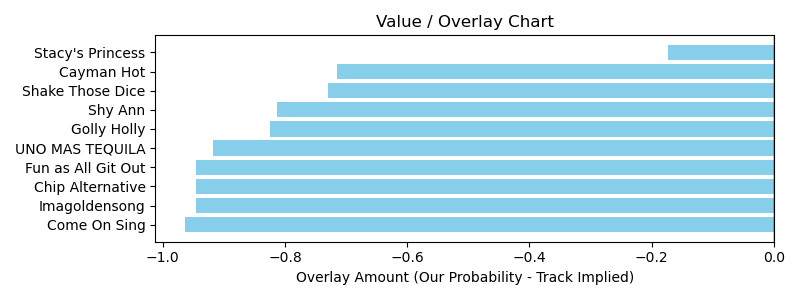 Value / Overlay Chart
Stacy's Princess
Cayman Hot
Shake Those Dice
Shy Ann
Golly Holly
UNO MAS TEQUILA
Fun as All Git Out
Chip Alternative
Imagoldensong
Come On Sing
−1.0 −0.8 −0.6 −0.4 −0.2 0.0
Overlay Amount (Our Probability - Track Implied)